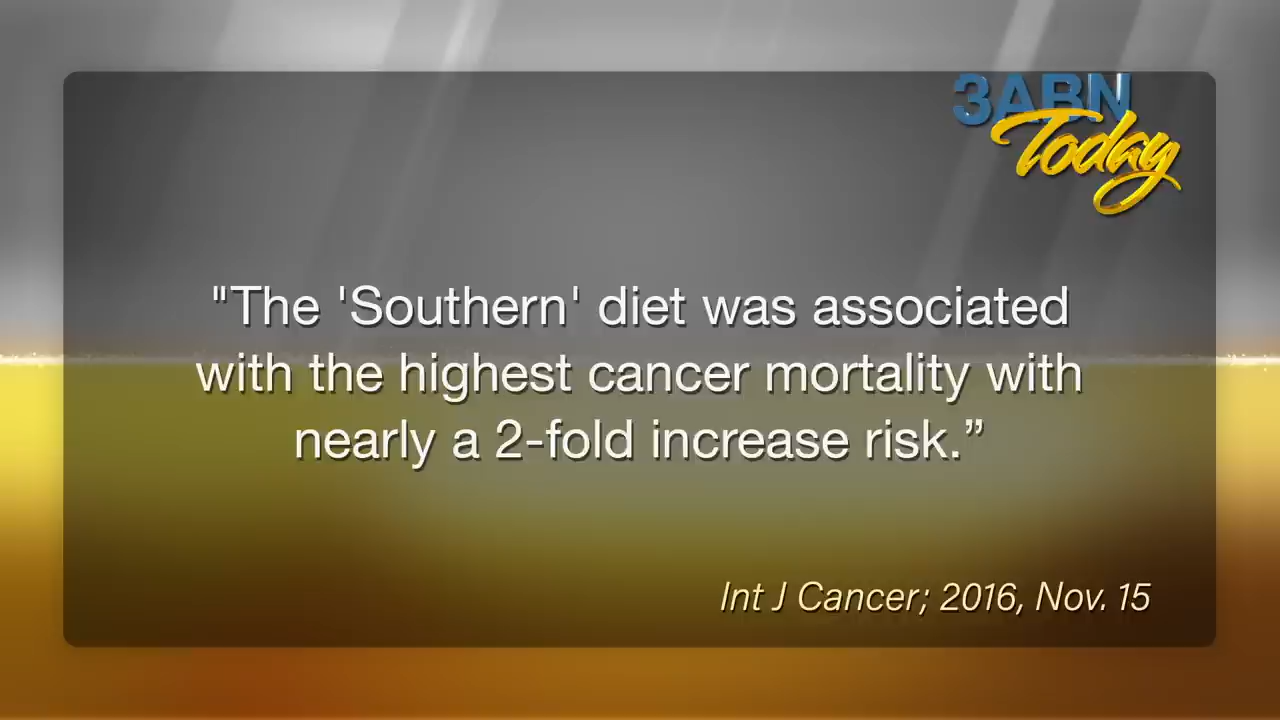 3ABN
Today
"The 'Southern' diet was associated
with the highest cancer mortality with
nearly a 2-fold increase risk.”
Int J Cancer; 2016, Nov. 15